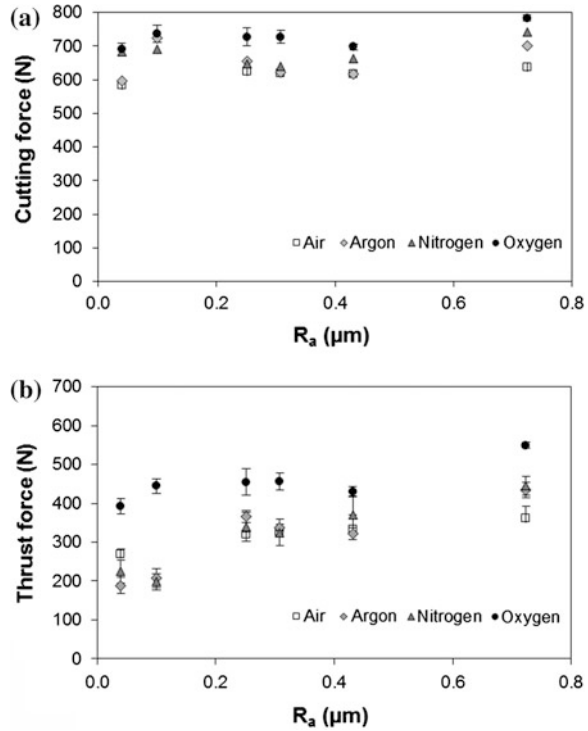 (a)
800
700
600
500
400
300
200
100
0
Cutting force (N)
Air Argon Nitrogen Oxygen
0.0 0.2 0.4 0.6 0.8
Ra (µm)
(b)
700
600
500
400
300
200
100
0
Thrust force (N)
Air Argon Nitrogen Oxygen
0.0 0.2 0.4 0.6 0.8
Ra (µm)